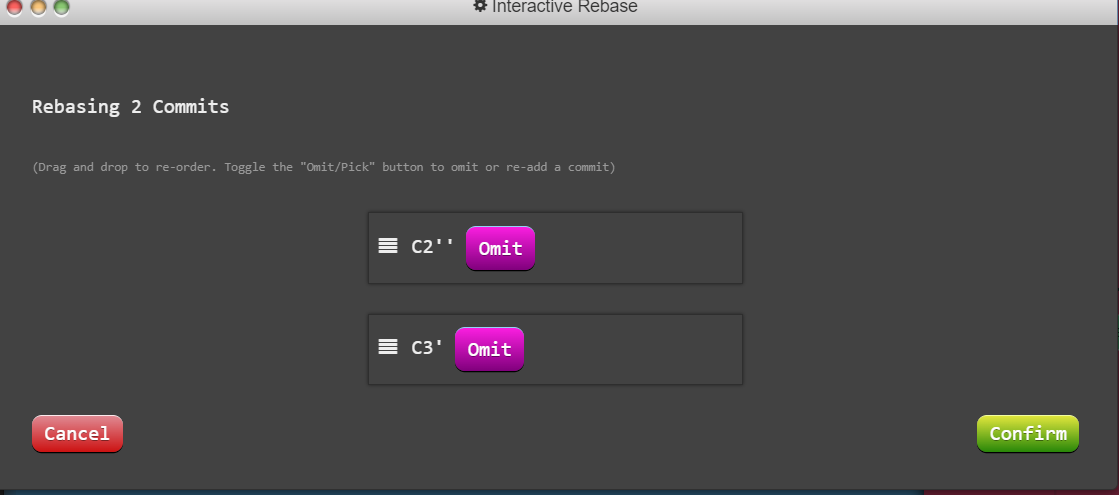 Interactive Rebase
Rebasing 2 Commits
(Drag and drop to re-order. Toggle the "Omit/Pick" button to omit or re-add a commit)
C2'' Omit
C3' Omit
Cancel
Confirm